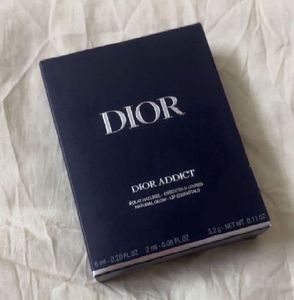 DIOR
DIOR ADDICT
ÉCLAT NATUREL - ESSENTIELS LÈVRES
NATURAL GLOW - LIP ESSENTIALS
6 ml - 0.20 FL.OZ 2 ml - 0.06 FL.OZ 3,2 g - NET WT. 0.11 OZ